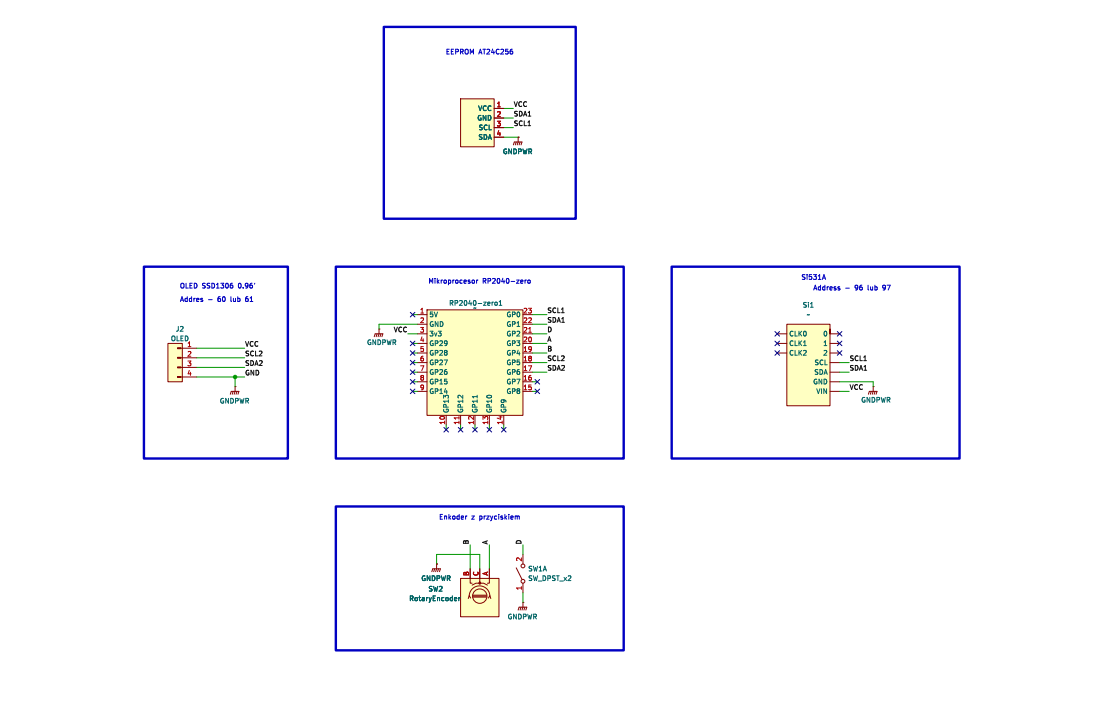 EEPROM AT24C256
VCC 1 VCC
GND 2 SDA1
SCL 3 SCL1
SDA 4
GNDPWR
OLED SSD1306 0.96'
Addres - 60 lub 61
J2
OLED
1 VCC
2 SCL2
3 SDA2
4 GND
GNDPWR
Mikroprocesor RP2040-zero
RP2040-zero1
1 5V GP0 23 SCL1
2 GND GP1 22 SDA1
VCC 3 3v3 GP2 21 D
GNDPWR
4 GP29 GP3 20 A
5 GP28 GP4 19 B
6 GP27 GP5 18 SCL2
7 GP26 GP6 17 SDA2
8 GP15 GP7 16
9 GP14 GP8 15
GP13 GP12 GP11 GP10 GP9
10 11 12 13 14
SI531A
Address - 96 lub 97
SI1
-
CLK0 0
CLK1 1
CLK2 2
SCL SCL1
SDA SDA1
GND
VIN VCC
GNDPWR
Enkoder z przyciskiem
B A D
GNDPWR
B C A
SW2
RotaryEncoder
2
SW1A
SW_DPST_x2
1
GNDPWR